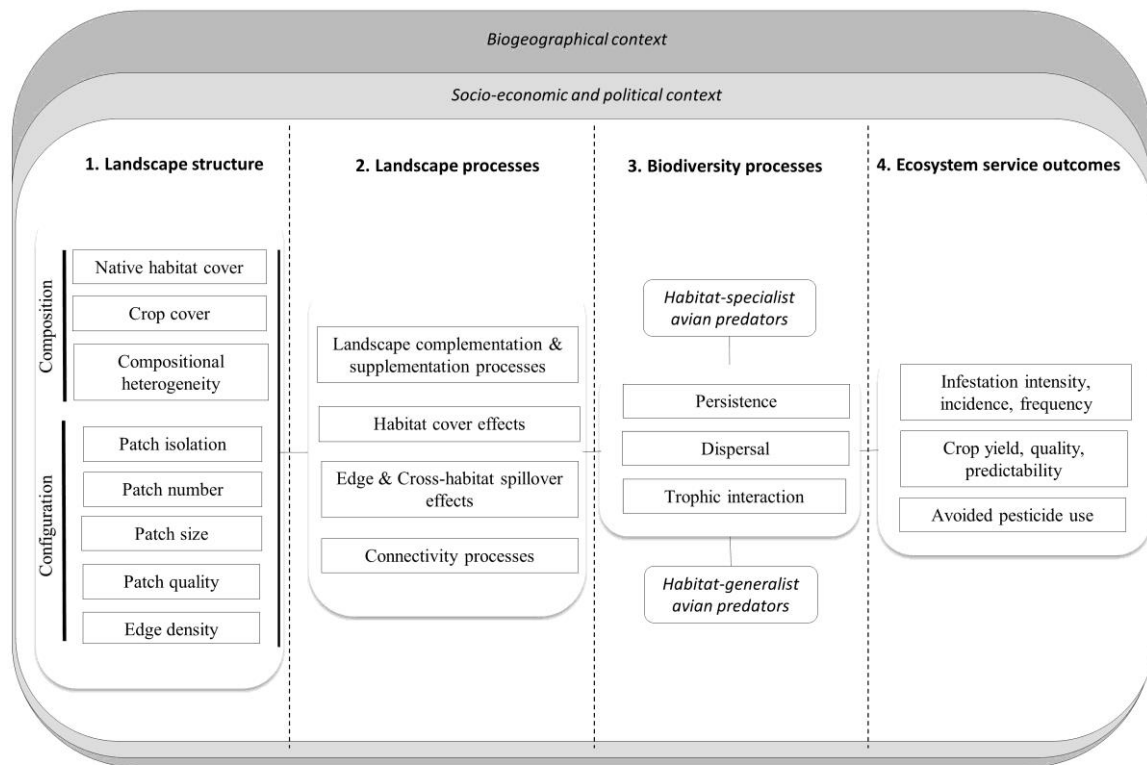 Biogeographical context
Socio-economic and political context
1. Landscape structure
2. Landscape processes
3. Biodiversity processes
4. Ecosystem service outcomes
Composition
Native habitat cover
Crop cover
Compositional
heterogeneity
Configuration
Patch isolation
Patch number
Patch size
Patch quality
Edge density
Landscape complementation &
supplementation processes
Habitat cover effects
Edge & Cross-habitat spillover
effects
Connectivity processes
Habitat-specialist
avian predators
Persistence
Dispersal
Trophic interaction
Habitat-generalist
avian predators
Infestation intensity,
incidence, frequency
Crop yield, quality,
predictability
Avoided pesticide use